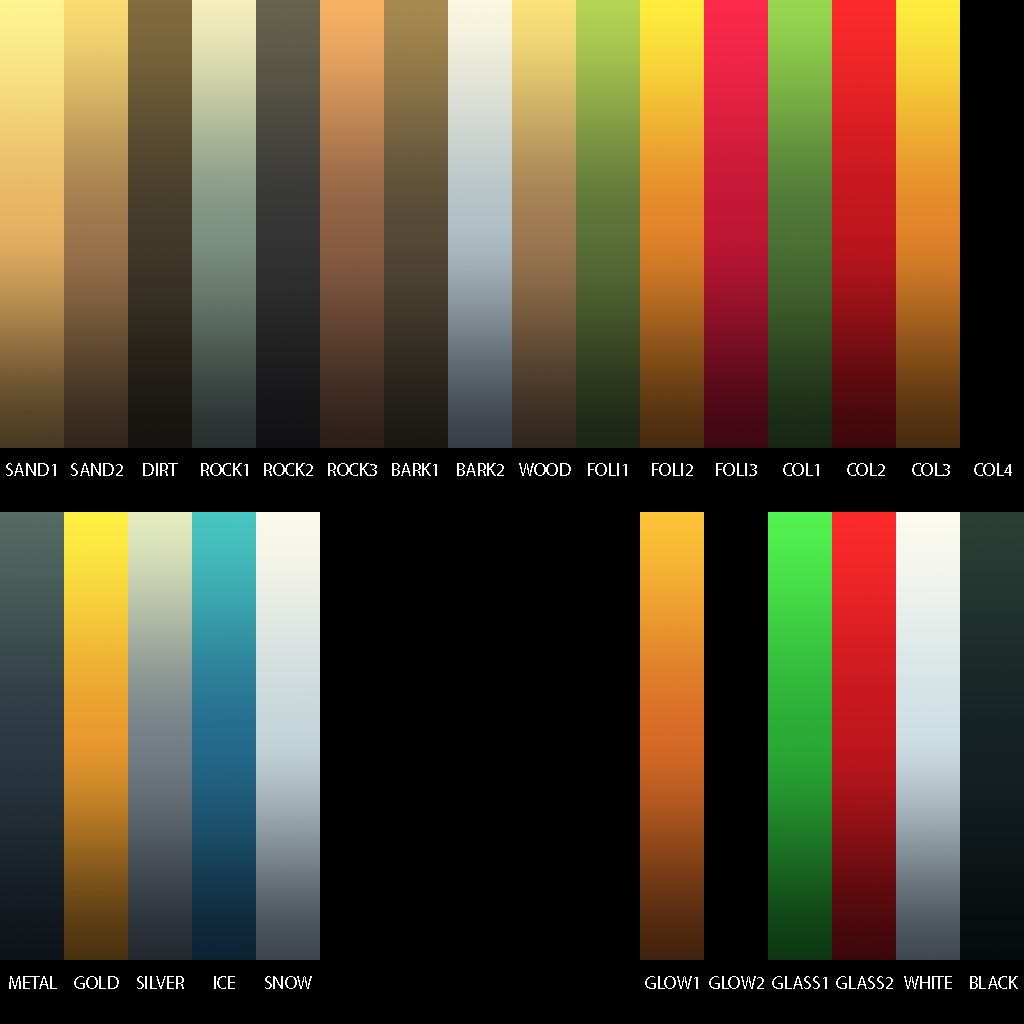 SAND1 SAND2 DIRT ROCK1 ROCK2 ROCK3 BARK1 BARK2 WOOD FOLI1 FOLI2 FOLI3 COL1 COL2 COL3 COL4
METAL GOLD SILVER ICE SNOW GLOW1 GLOW2 GLASS1 GLASS2 WHITE BLACK